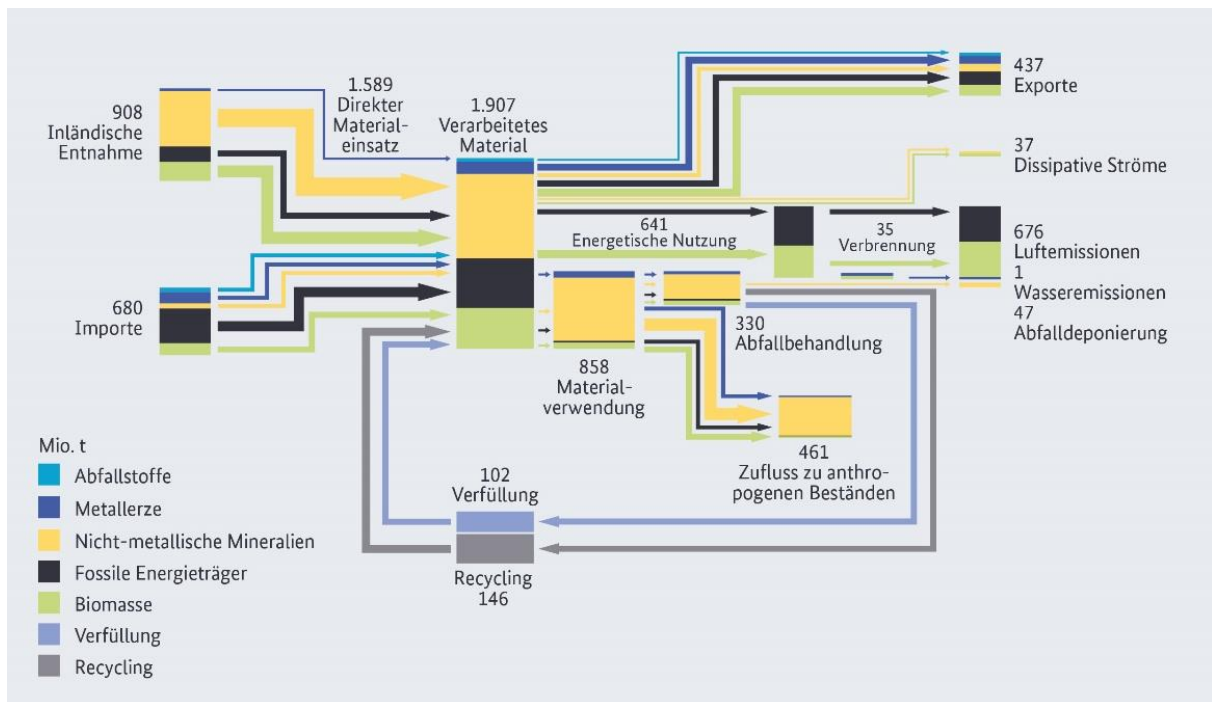 908
Inländische
Entnahme
1.589
Direkter
Material-
einsatz
1.907
Verarbeitetes
Material
437
Exporte
37
Dissipative Ströme
641
Energetische Nutzung
35
Verbrennung
676
Luftemissionen
1
Wasseremissionen
47
Abfalldeponierung
680
Importe
330
Abfallbehandlung
858
Material-
verwendung
461
Zufluss zu anthro-
pogenen Beständen
102
Verfüllung
Recycling
146
Mio. t
Abfallstoffe
Metallerze
Nicht-metallische Mineralien
Fossile Energieträger
Biomasse
Verfüllung
Recycling